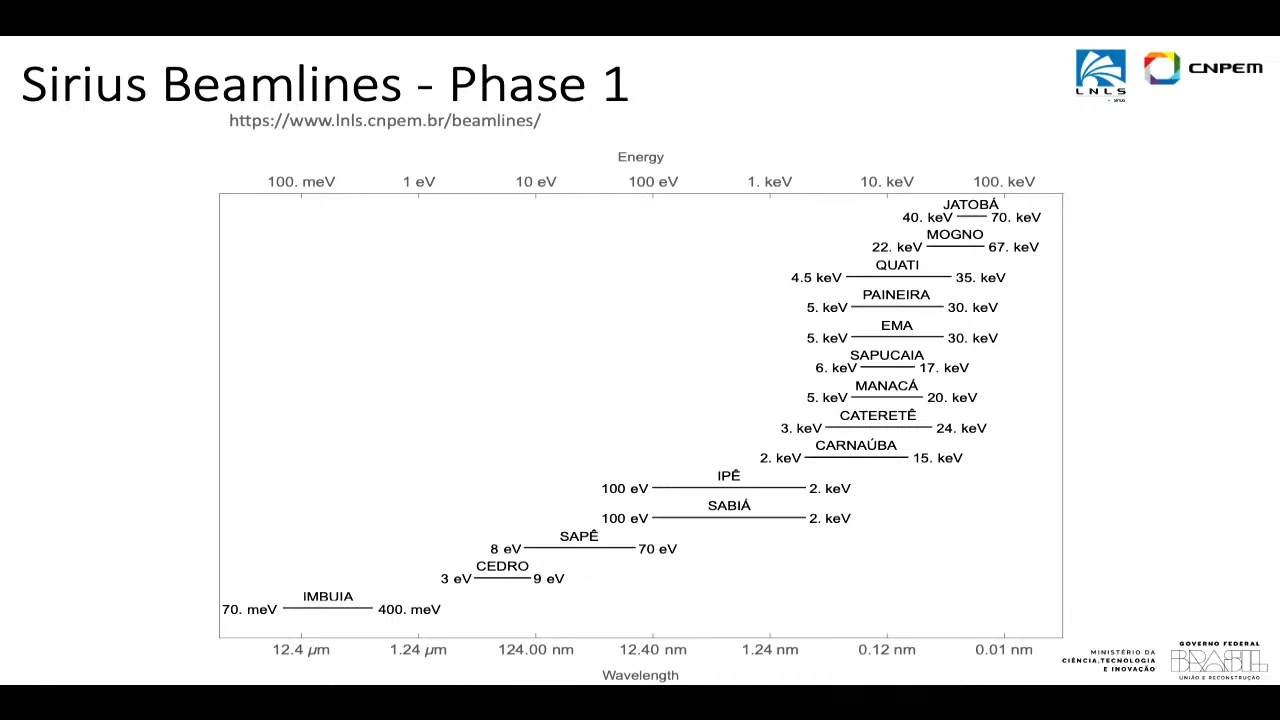 Sirius Beamlines - Phase 1
https://www.lnls.cnpem.br/beamlines/
LNLS
SIRIUS
CNPEM
Energy
100. meV 1 eV 10 eV 100 eV 1. keV 10. keV 100. keV
JATOBÁ
40. keV 70. keV
MOGNO
22. keV 67. keV
QUATI
4.5 keV 35. keV
PAINEIRA
5. keV 30. keV
EMA
5. keV 30. keV
SAPUCAIA
6. keV 17. keV
MANACÁ
5. keV 20. keV
CATERETÊ
3. keV 24. keV
CARNAÚBA
2. keV 15. keV
IPÊ
100 eV 2. keV
SABIÁ
100 eV 2. keV
SAPÊ
8 eV 70 eV
CEDRO
3 eV 9 eV
IMBUIA
70. meV 400. meV
12.4 μm 1.24 μm 124.00 nm 12.40 nm 1.24 nm 0.12 nm 0.01 nm
Wavelength
MINISTÉRIO DA
CIÊNCIA, TECNOLOGIA
E INOVAÇÃO
GOVERNO FEDERAL
BRASIL
UNIÃO E RECONSTRUÇÃO